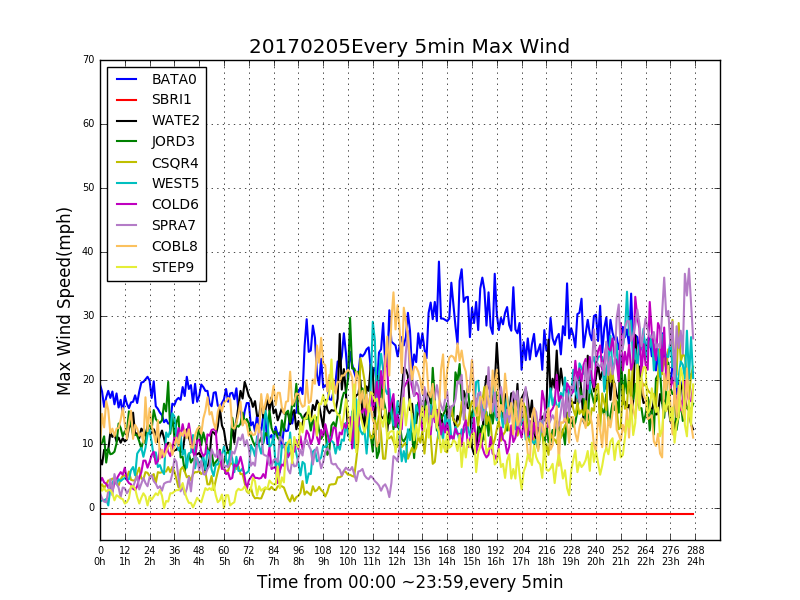 20170205Every 5min Max Wind
70
60
50
40
30
20
10
0
Max Wind Speed(mph)
BATA0
SBRI1
WATE2
JORD3
CSQR4
WEST5
COLD6
SPRA7
COBL8
STEP9
0 12 24 36 48 60 72 84 96 108 120 132 144 156 168 180 192 204 216 228 240 252 264 276 288
0h 1h 2h 3h 4h 5h 6h 7h 8h 9h 10h 11h 12h 13h 14h 15h 16h 17h 18h 19h 20h 21h 22h 23h 24h
Time from 00:00 ~23:59,every 5min